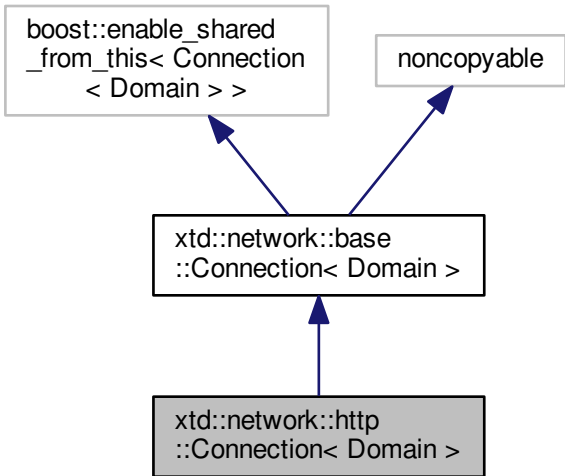 boost::enable_shared
_from_this< Connection
< Domain > >
noncopyable
xtd::network::base
::Connection< Domain >
xtd::network::http
::Connection< Domain >